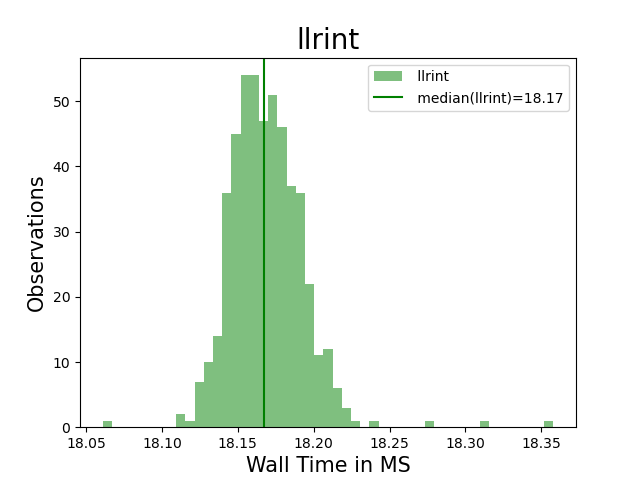 llrint
llrint
median(llrint)=18.17
Observations
50
40
30
20
10
0
18.05 18.10 18.15 18.20 18.25 18.30 18.35
Wall Time in MS